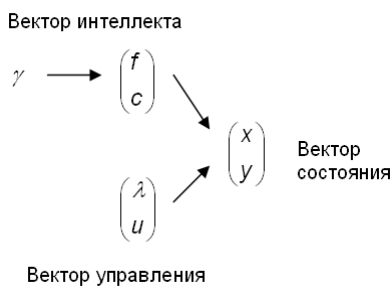 Вектор интеллекта
γ
f
c
x
y
Вектор
состояния
λ
u
Вектор управления